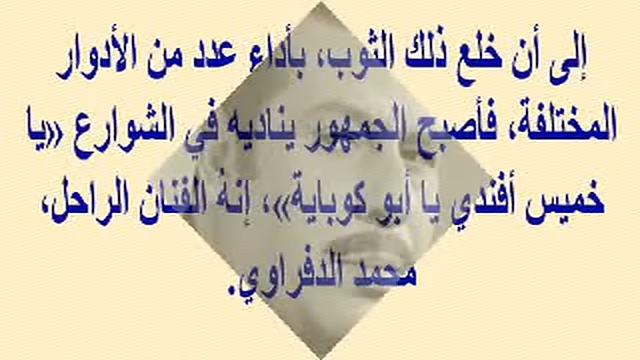 إلى أن خلع ذلك الثوب، بأداء عدد من الأدوار
المختلفة، فأصبح الجمهور يناديه في الشوارع «يا
خميس أفندي يا أبو كوباية»، إنهُ الفنان الراحل،
محمد الدفراوي.